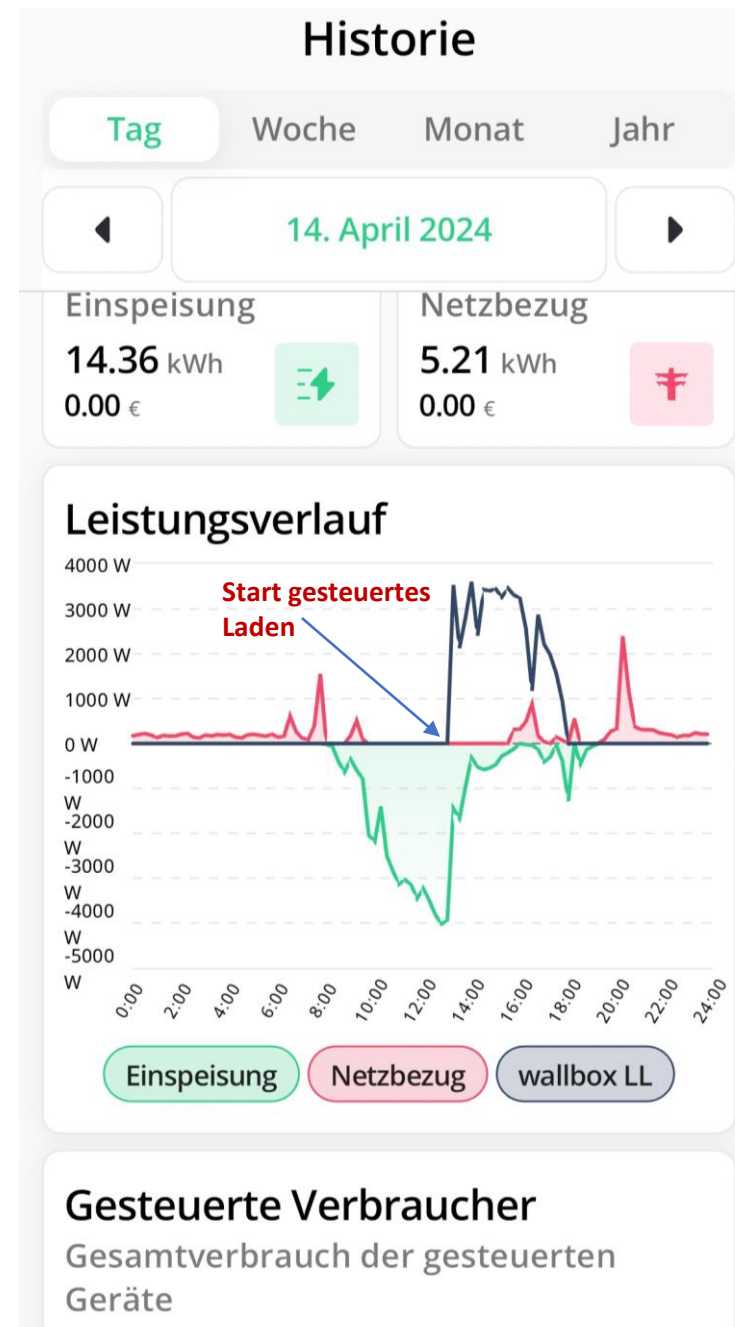 Historie
Tag Woche Monat Jahr
14. April 2024
Einspeisung Netzbezug
14.36 kWh 5.21 kWh
0.00 € 0.00 €
Leistungsverlauf
4000 W
Start gesteuertes
3000 W
Laden
2000 W
1000 W
0 W
-1000
W
-2000
W
-3000
W
-4000
W
-5000
W
0:00 2:00 4:00 6:00 8:00 10:00 12:00 14:00 16:00 18:00 20:00 22:00 24:00
Einspeisung Netzbezug wallbox LL
Gesteuerte Verbraucher
Gesamtverbrauch der gesteuerten
Geräte